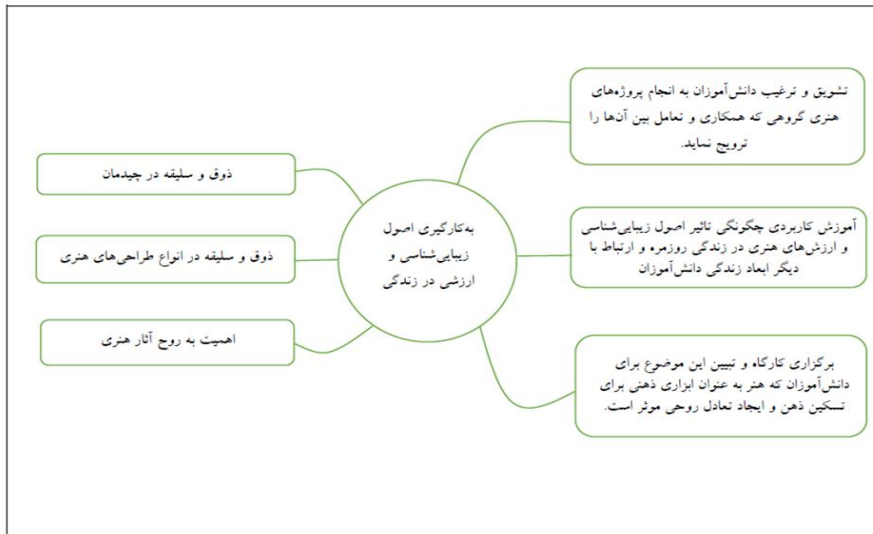 تشویق و ترغیب دانش‌آموزان به انجام پروژه‌های
هنری گروهی که همکاری و تعامل بین آن‌ها را
ترویج نماید.
آموزش کاربردی چگونگی تاثیر اصول زیبایی‌شناسی
و ارزش‌های هنری در زندگی روزمره و ارتباط با
دیگر ابعاد زندگی دانش‌آموزان
برگزاری کارگاه و تبیین این موضوع برای
دانش‌آموزان که هنر به عنوان ابزاری ذهنی برای
تسکین ذهن و ایجاد تعادل روحی موثر است.
به‌کارگیری اصول
زیبایی‌شناسی و
ارزشی در زندگی
ذوق و سلیقه در چیدمان
ذوق و سلیقه در انواع طراحی‌های هنری
اهمیت به روح آثار هنری